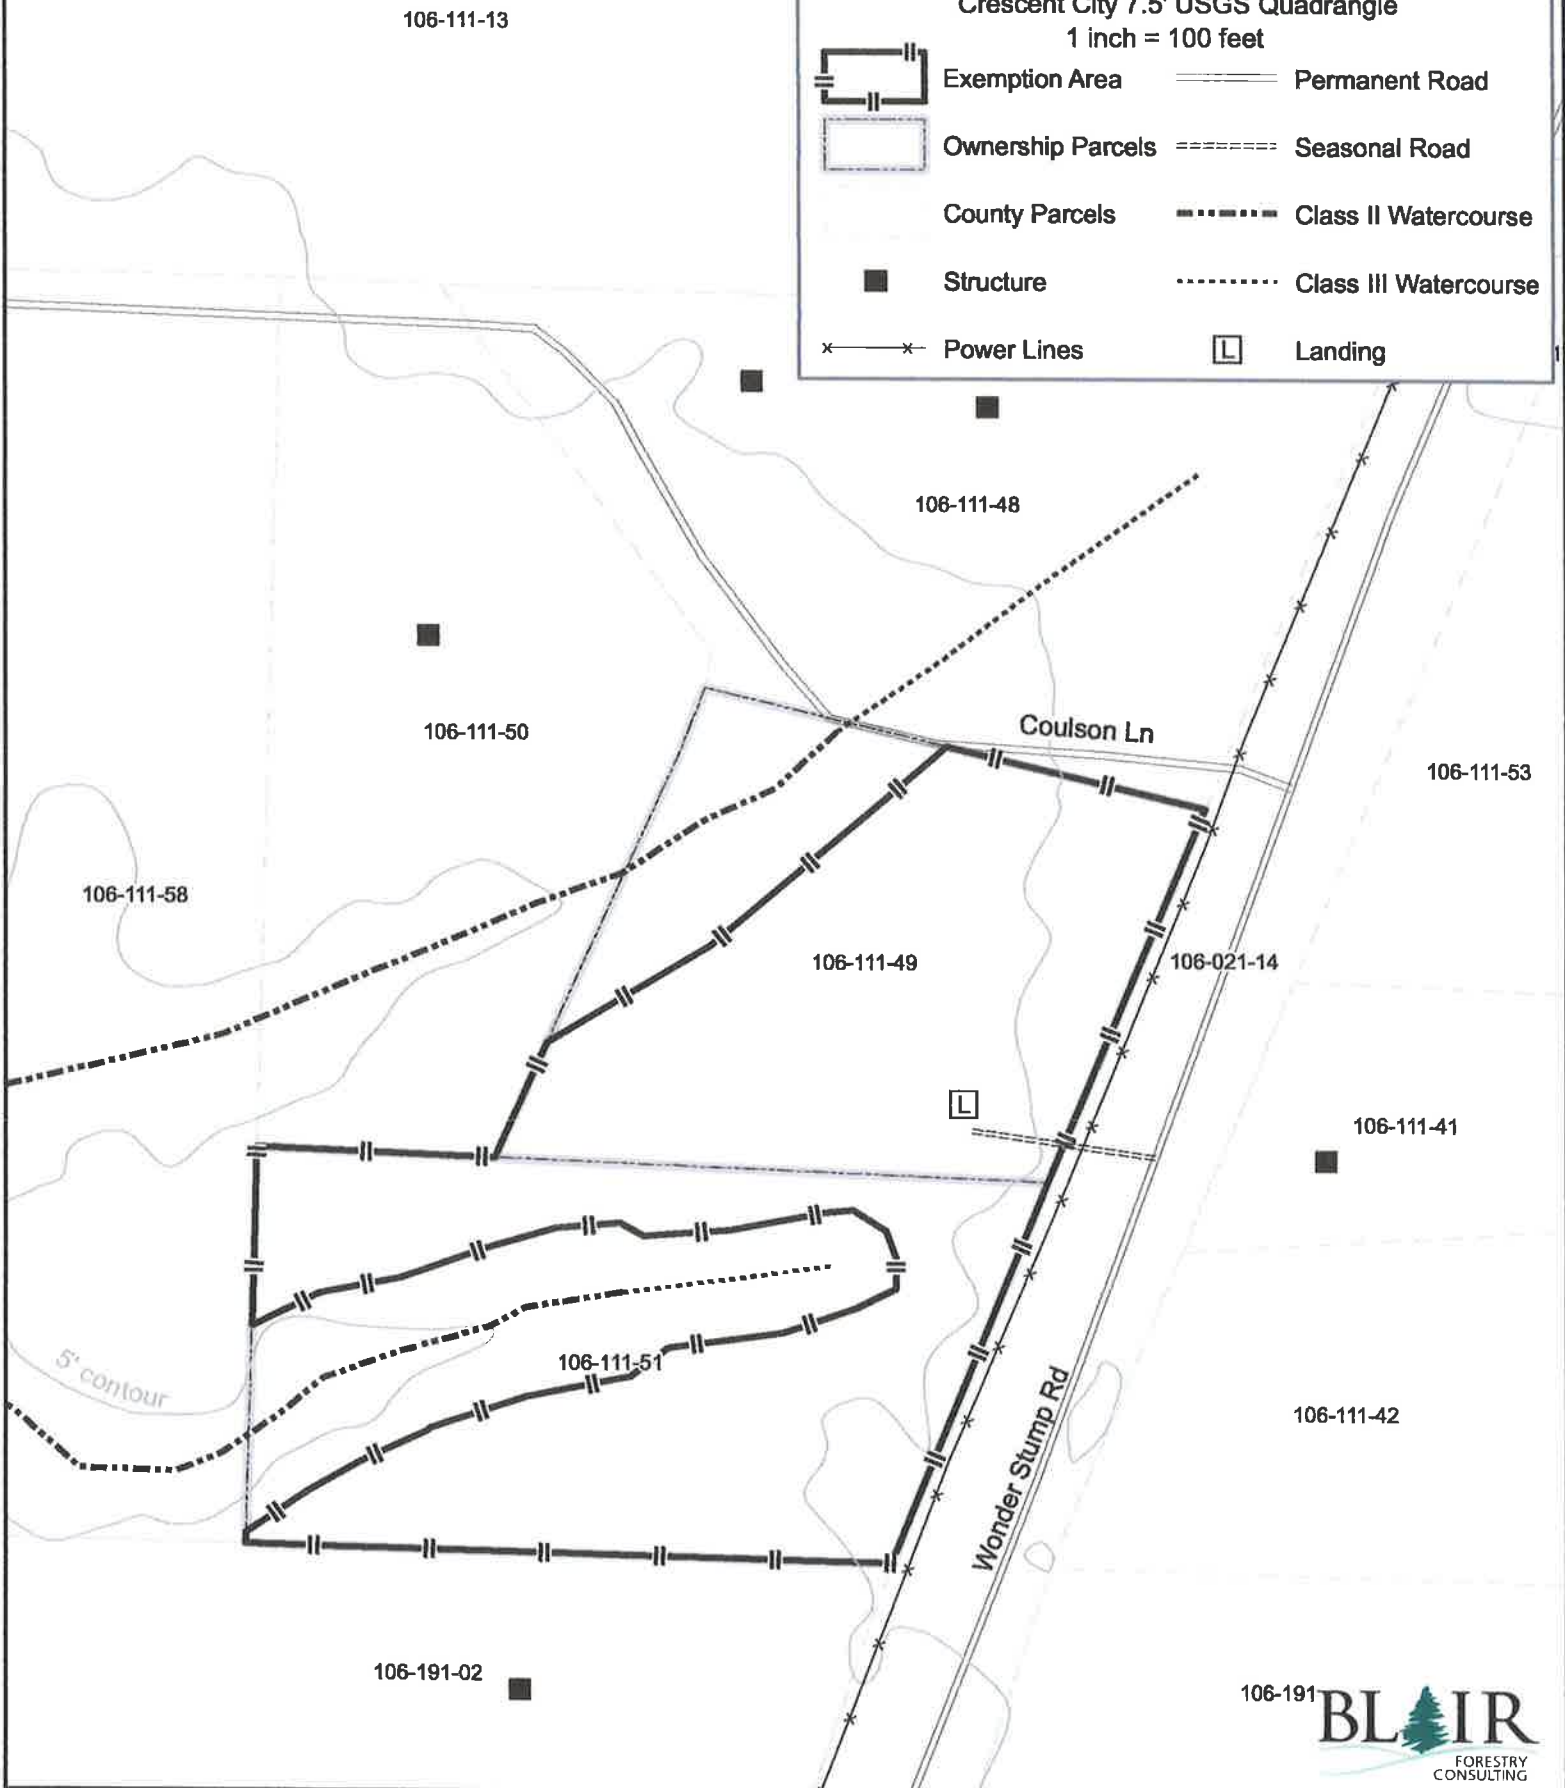 106-111-13
Crescent City 7.5' USGS Quadrangle
1 inch = 100 feet
Exemption Area
Permanent Road
Ownership Parcels
Seasonal Road
County Parcels
Class II Watercourse
Structure
Class III Watercourse
Power Lines
L
Landing
106-111-48
106-111-50
Coulson Ln
106-111-53
106-111-58
106-111-49
106-021-14
L
106-111-41
106-111-51
5' contour
106-111-42
Wonder Stump Rd
106-191-02
106-191
BLAIR
FORESTRY
CONSULTING